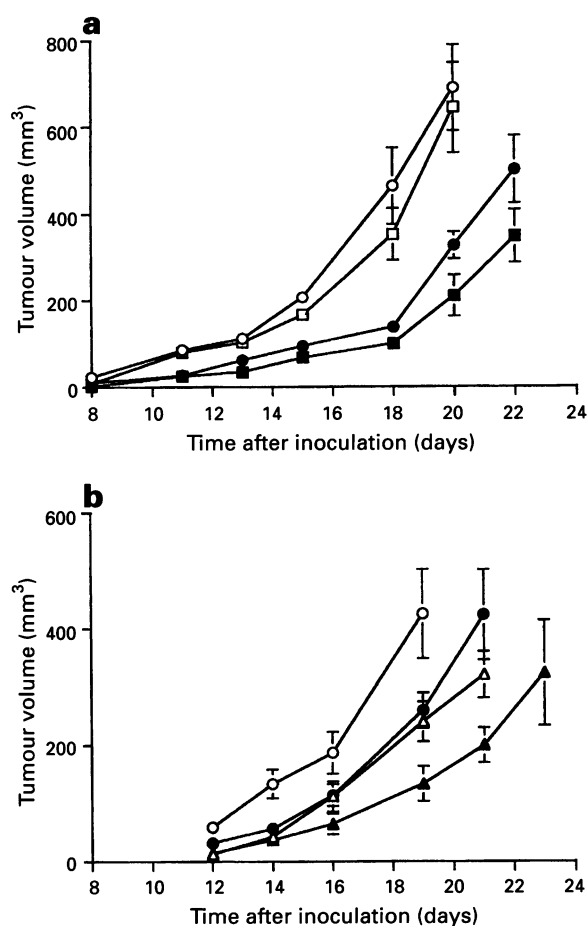 a
800
600
400
200
0
Tumour volume (mm³)
8 10 12 14 16 18 20 22 24
Time after inoculation (days)
b
600
400
200
0
Tumour volume (mm³)
8 10 12 14 16 18 20 22 24
Time after inoculation (days)